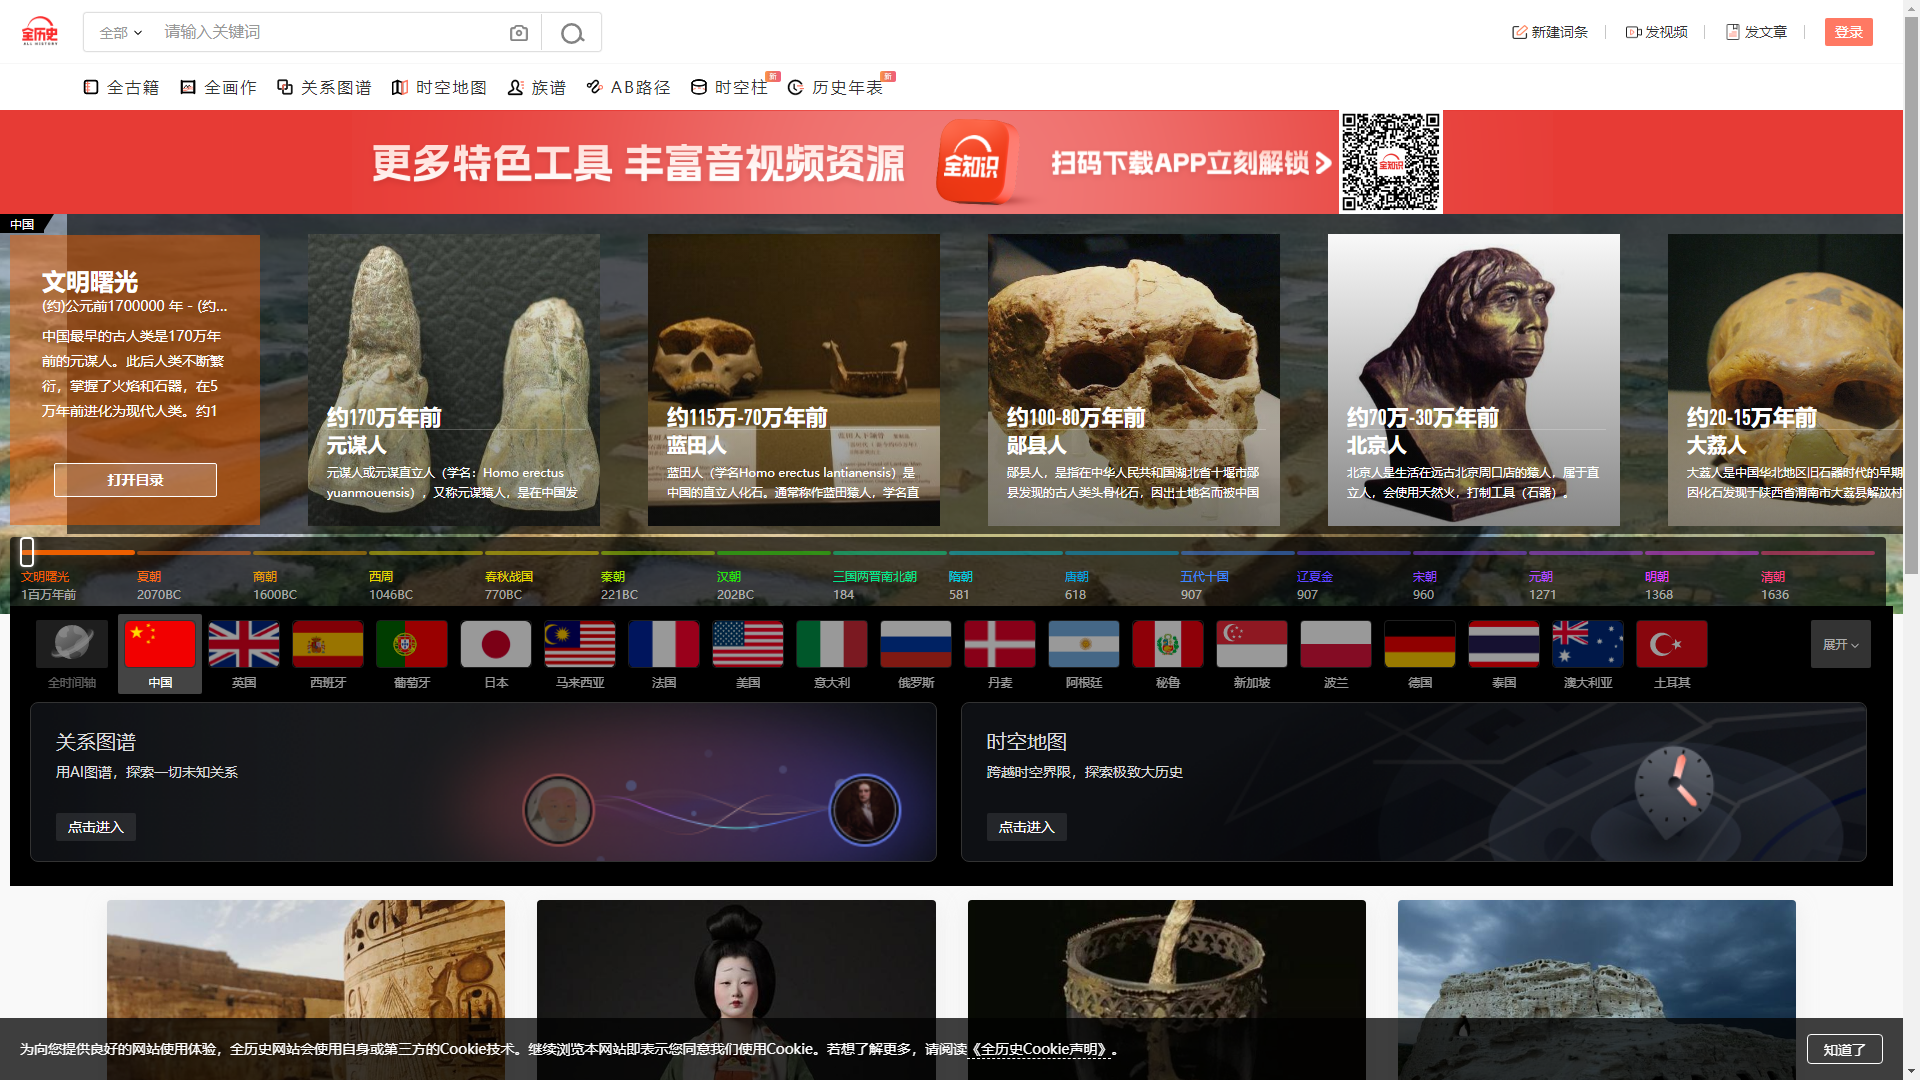 全历史
ALL HISTORY
全部
请输入关键词
新建词条
发视频
发文章
登录
全古籍
全画作
关系图谱
时空地图
族谱
AB路径
时空柱
新
历史年表
新
更多特色工具 丰富音视频资源
全知识
扫码下载APP立刻解锁
全知识
中国
文明曙光
(约)公元前1700000 年 - (约...
中国最早的古人类是170万年
前的元谋人。此后人类不断繁
衍，掌握了火焰和石器，在5
万年前进化为现代人类。约1
打开目录
约170万年前
元谋人
元谋人或元谋直立人（学名：Homo erectus
yuanmouensis），又称元谋猿人，是在中国发
约115万-70万年前
蓝田人
蓝田人（学名Homo erectus lantianensis）是
中国的直立人化石。通常称作蓝田猿人，学名直
约100-80万年前
郧县人
郧县人，是指在中华人民共和国湖北省十堰市郧
县发现的古人类头骨化石，因出土地名而被中国
约70万-30万年前
北京人
北京人是生活在远古北京周口店的猿人，属于直
立人，会使用天然火，打制工具（石器）。
约20-15万年前
大荔人
大荔人是中国华北地区旧石器时代的早期
因化石发现于陕西省渭南市大荔县解放村
文明曙光
1百万年前
夏朝
2070BC
商朝
1600BC
西周
1046BC
春秋战国
770BC
秦朝
221BC
汉朝
202BC
三国两晋南北朝
184
隋朝
581
唐朝
618
五代十国
907
辽夏金
907
宋朝
960
元朝
1271
明朝
1368
清朝
1636
全时间轴
中国
英国
西班牙
葡萄牙
日本
马来西亚
法国
美国
意大利
俄罗斯
丹麦
阿根廷
秘鲁
新加坡
波兰
德国
泰国
澳大利亚
土耳其
展开
关系图谱
用AI图谱，探索一切未知关系
点击进入
时空地图
跨越时空界限，探索极致大历史
点击进入
为向您提供良好的网站使用体验，全历史网站会使用自身或第三方的Cookie技术。继续浏览本网站即表示您同意我们使用Cookie。若想了解更多，请阅读《全历史Cookie声明》。
知道了